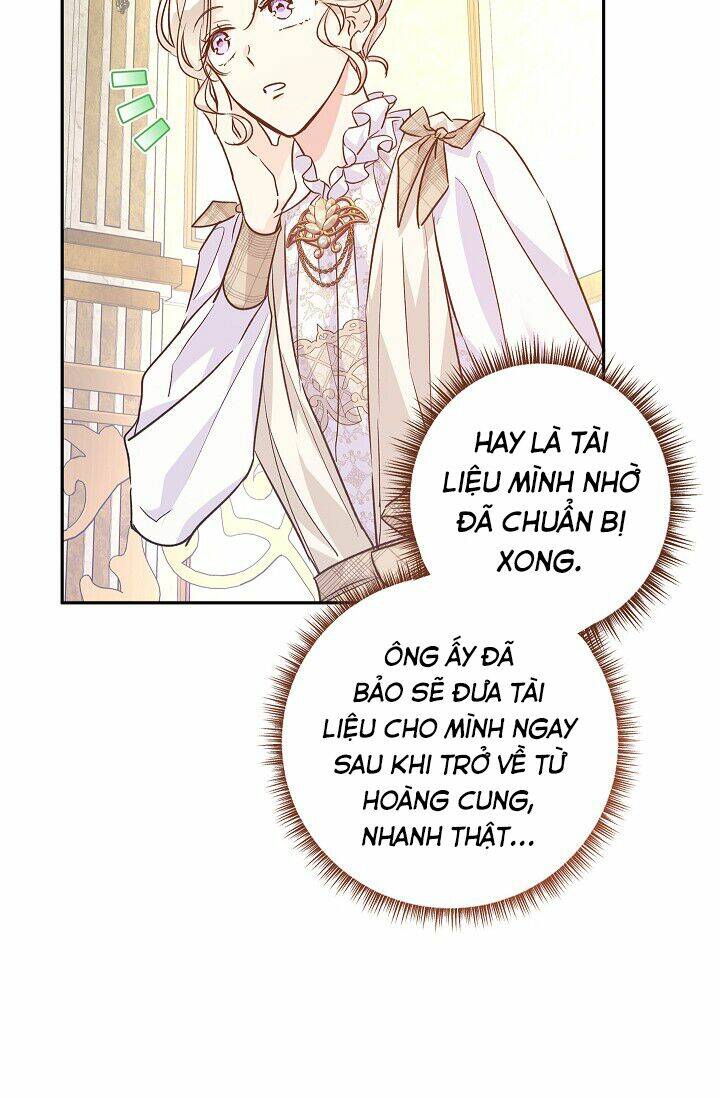 HAY LÀ TÀI
LIỆU MÌNH NHỜ
ĐÃ CHUẨN BỊ
XONG.
ÔNG ẤY ĐÃ
BẢO SẼ ĐƯA TÀI
LIỆU CHO MÌNH NGAY
SAU KHI TRỞ VỀ TỪ
HOÀNG CUNG,
NHANH THẬT...